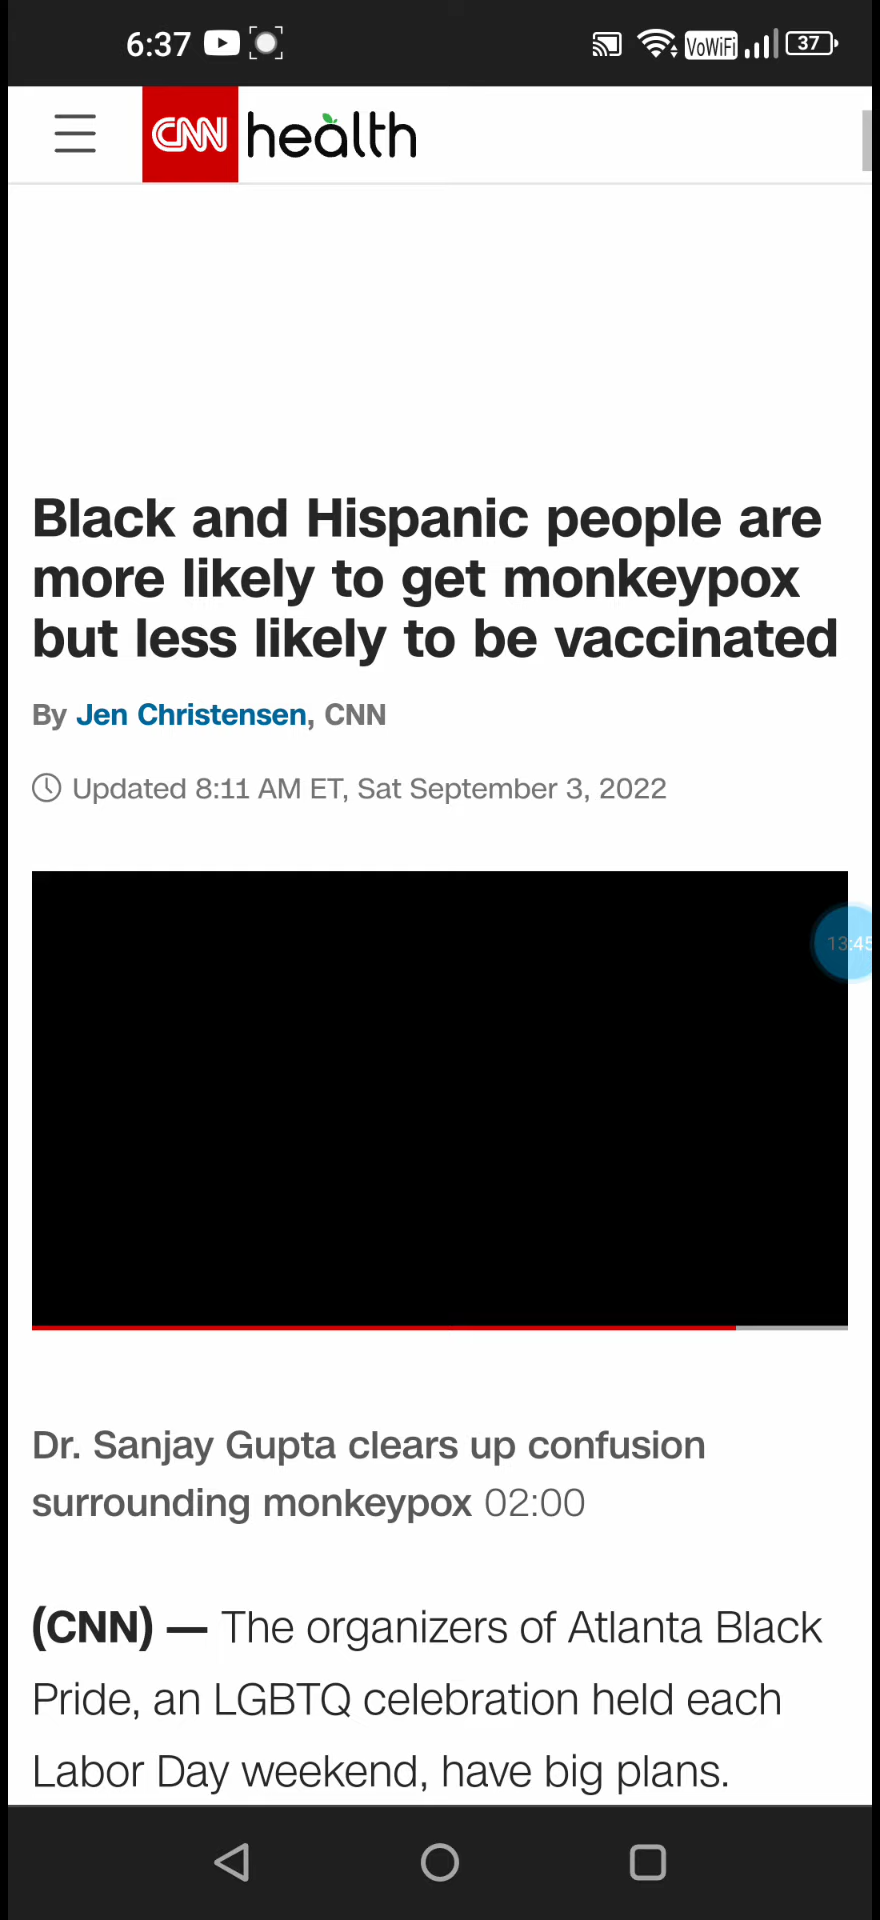 6:37 VoWiFi 37
CNN health
Black and Hispanic people are
more likely to get monkeypox
but less likely to be vaccinated
By Jen Christensen, CNN
Updated 8:11 AM ET, Sat September 3, 2022
13:45
Dr. Sanjay Gupta clears up confusion
surrounding monkeypox 02:00
(CNN) — The organizers of Atlanta Black
Pride, an LGBTQ celebration held each
Labor Day weekend, have big plans.